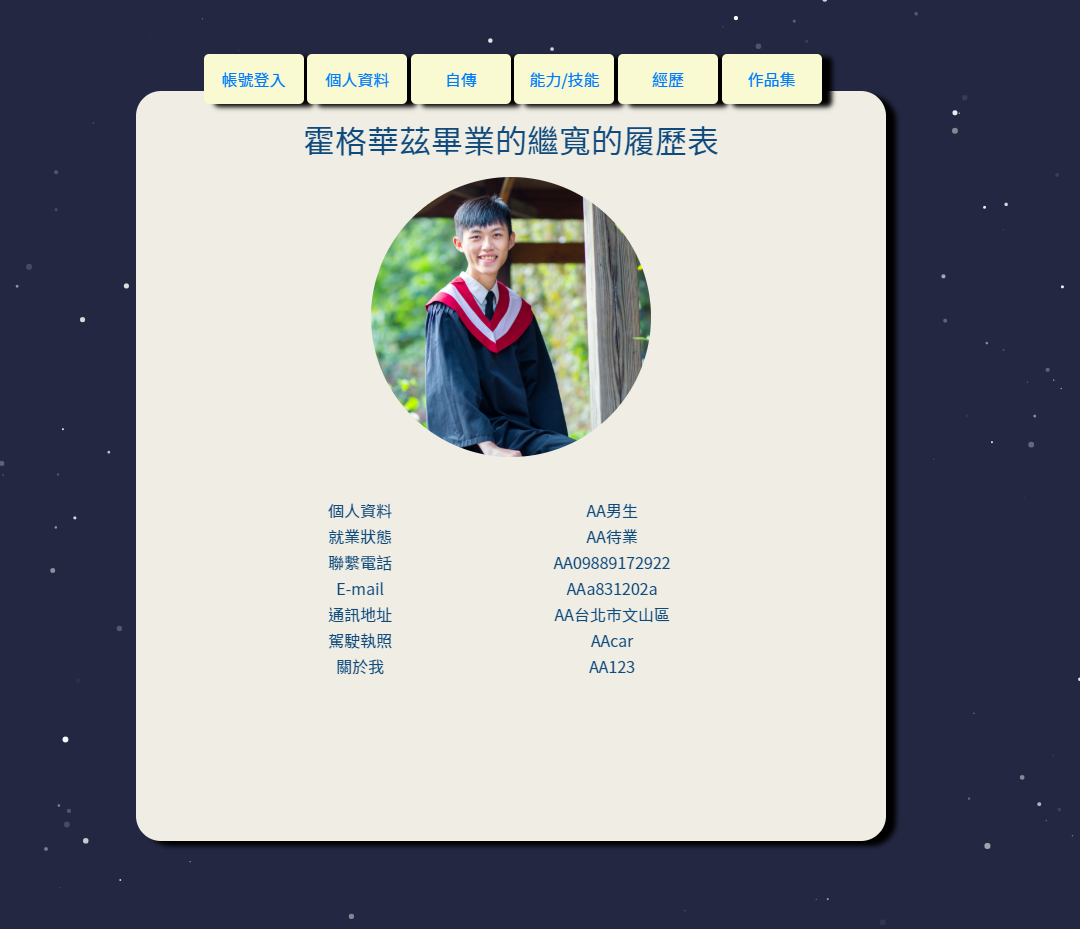 帳號登入 個人資料 自傳 能力/技能 經歷 作品集
霍格華茲畢業的繼寬的履歷表
個人資料 AA男生
就業狀態 AA待業
聯繫電話 AA09889172922
E-mail AAa831202a
通訊地址 AA台北市文山區
駕駛執照 AAcar
關於我 AA123